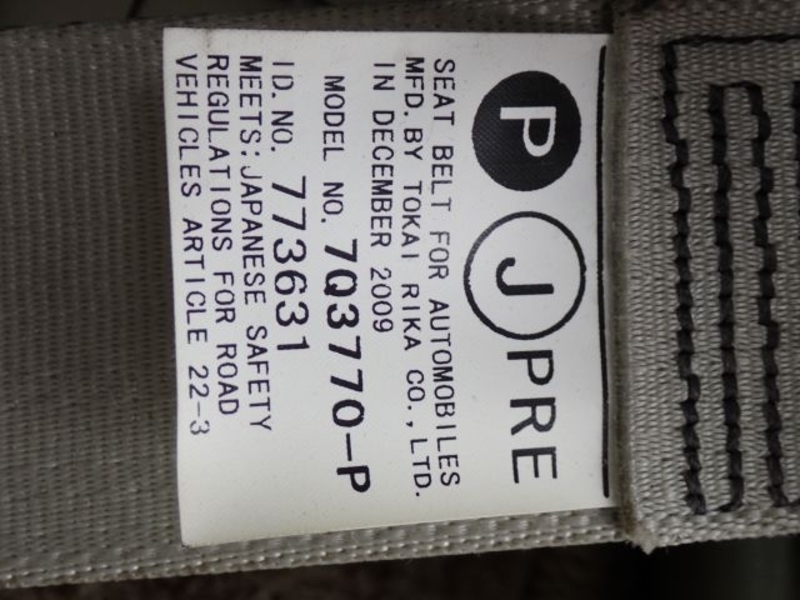 P J PRE
SEAT BELT FOR AUTOMOBILES
MFD. BY TOKAI RIKA CO., LTD.
IN DECEMBER 2009
MODEL NO. 7Q3770-P
ID. NO. 773631
MEETS: JAPANESE SAFETY
REGULATIONS FOR ROAD
VEHICLES ARTICLE 22-3